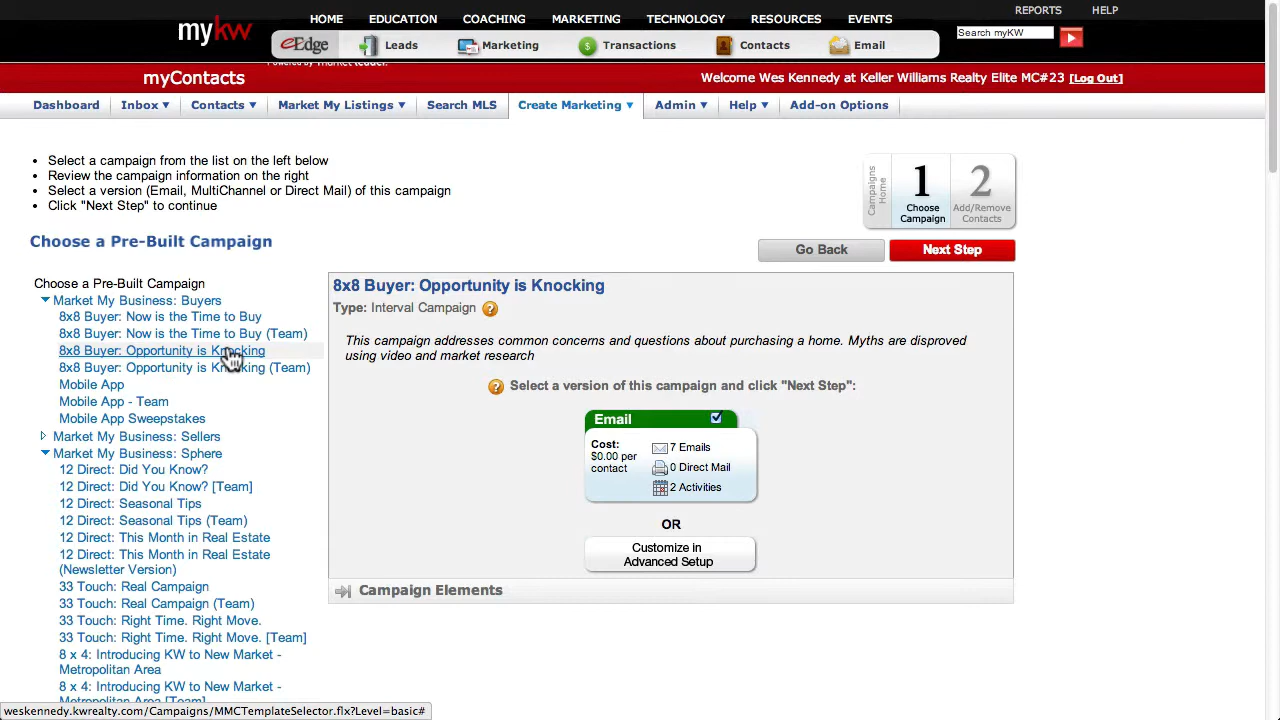 REPORTS HELP
HOME EDUCATION COACHING MARKETING TECHNOLOGY RESOURCES EVENTS
mykw
eEdge Leads Marketing Transactions Contacts Email
Search myKW
myContacts
Welcome Wes Kennedy at Keller Williams Realty Elite MC#23 [Log Out]
Dashboard Inbox Contacts Market My Listings Search MLS Create Marketing Admin Help Add-on Options
• Select a campaign from the list on the left below
• Review the campaign information on the right
• Select a version (Email, MultiChannel or Direct Mail) of this campaign
• Click "Next Step" to continue
Campaigns Home
1 Choose Campaign
2 Add/Remove Contacts
Choose a Pre-Built Campaign
Go Back Next Step
Choose a Pre-Built Campaign
Market My Business: Buyers
8x8 Buyer: Now is the Time to Buy
8x8 Buyer: Now is the Time to Buy (Team)
8x8 Buyer: Opportunity is Knocking
8x8 Buyer: Opportunity is Knocking (Team)
Mobile App
Mobile App - Team
Mobile App Sweepstakes
Market My Business: Sellers
Market My Business: Sphere
12 Direct: Did You Know?
12 Direct: Did You Know? [Team]
12 Direct: Seasonal Tips
12 Direct: Seasonal Tips (Team)
12 Direct: This Month in Real Estate
12 Direct: This Month in Real Estate
(Newsletter Version)
33 Touch: Real Campaign
33 Touch: Real Campaign (Team)
33 Touch: Right Time. Right Move.
33 Touch: Right Time. Right Move. [Team]
8 x 4: Introducing KW to New Market -
Metropolitan Area
8 x 4: Introducing KW to New Market -
Metropolitan Area [Team]
8x8 Buyer: Opportunity is Knocking
Type: Interval Campaign
This campaign addresses common concerns and questions about purchasing a home. Myths are disproved
using video and market research
Select a version of this campaign and click "Next Step":
Email
Cost:
$0.00 per
contact
7 Emails
0 Direct Mail
2 Activities
OR
Customize in
Advanced Setup
Campaign Elements
weskennedy.kwrealty.com/Campaigns/MMCTemplateSelector.flx?Level=basic#